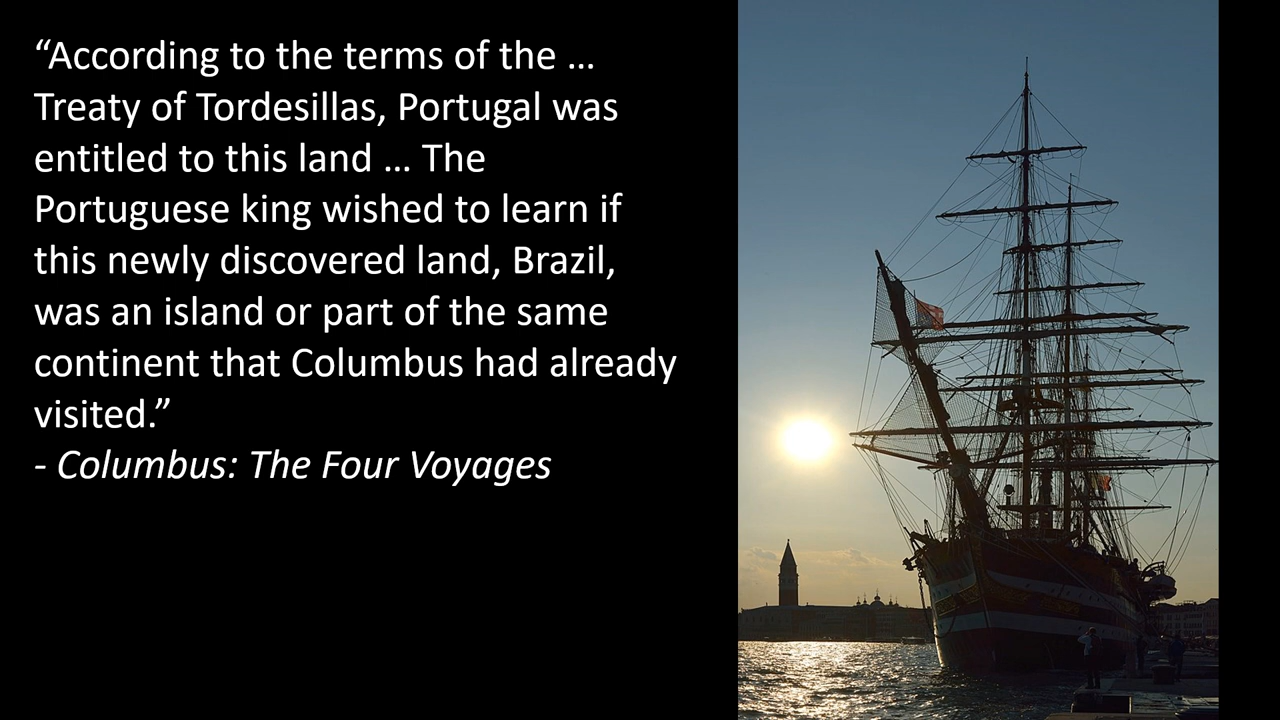 “According to the terms of the …
Treaty of Tordesillas, Portugal was
entitled to this land … The
Portuguese king wished to learn if
this newly discovered land, Brazil,
was an island or part of the same
continent that Columbus had already
visited.”
- Columbus: The Four Voyages